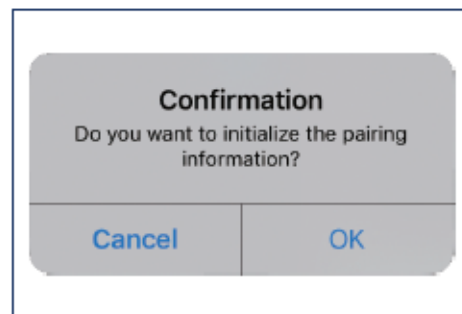 Confirmation
Do you want to initialize the pairing
information?
Cancel
OK